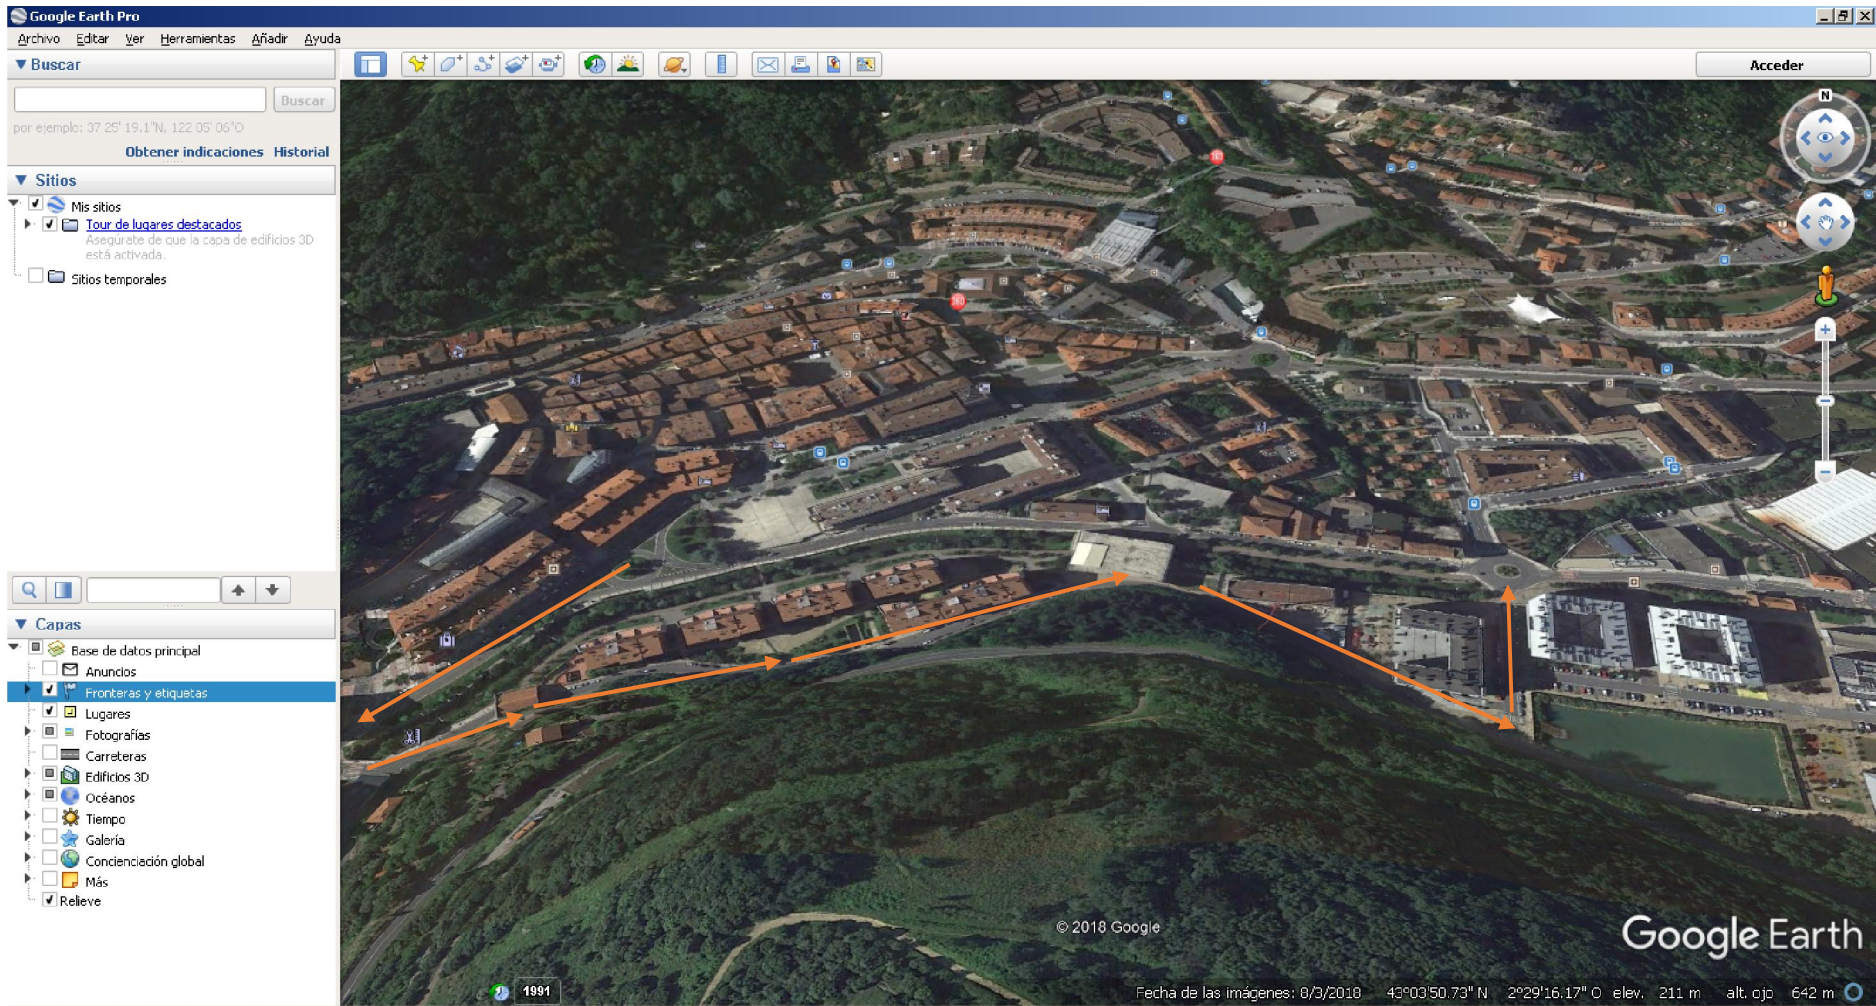 Google Earth Pro
Archivo Editar Ver Herramientas Añadir Ayuda
Buscar
Acceder
Buscar
por ejemplo: 37 25' 19.1"N, 122 05' 06"O
Obtener indicaciones Historial
N
Sitios
Mis sitios
Tour de lugares destacados
Asegúrate de que la capa de edificios 3D
está activada.
Sitios temporales
Capas
Base de datos principal
Anuncios
Fronteras y etiquetas
Lugares
Fotografías
Carreteras
Edificios 3D
Océanos
Tiempo
Galería
Concienciación global
Más
Relieve
© 2018 Google
Google Earth
1991
Fecha de las imágenes: 8/3/2018 43°03'50.73" N 2°29'16.17" O elev. 211 m alt. ojo 642 m